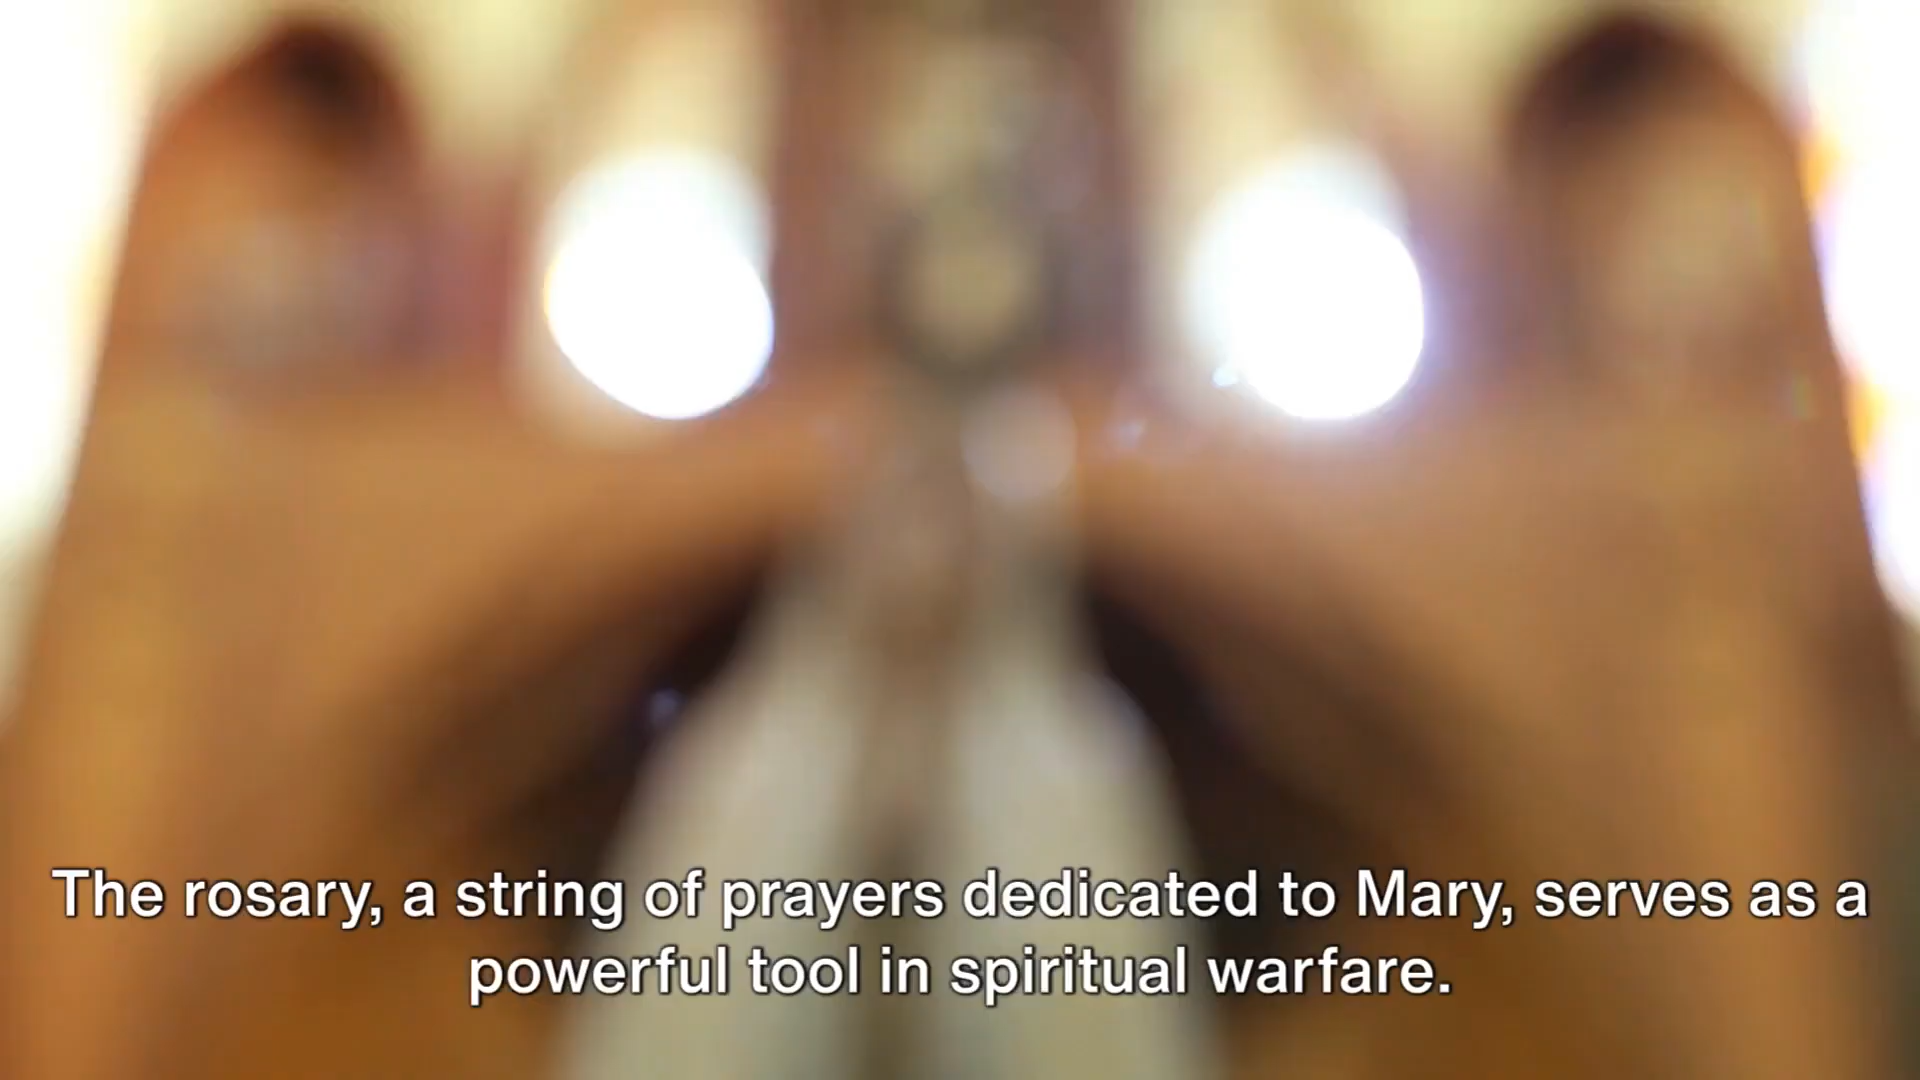 The rosary, a string of prayers dedicated to Mary, serves as a
powerful tool in spiritual warfare.